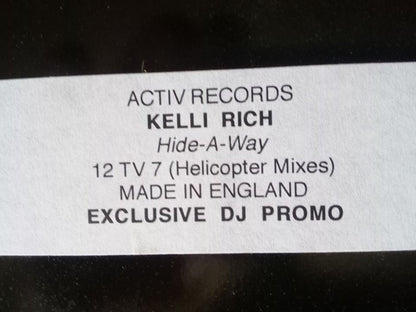 ACTIV RECORDS
KELLI RICH
Hide-A-Way
12 TV 7 (Helicopter Mixes)
MADE IN ENGLAND
EXCLUSIVE DJ PROMO